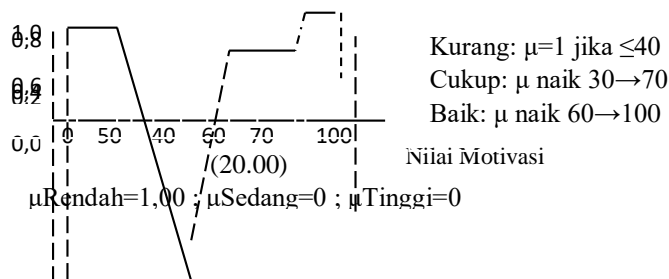 1,0
0,8
Kurang: μ=1 jika ≤40
Cukup: μ naik 30→70
Baik: μ naik 60→100
0,6
0,2
0,0
0 50 40 60 70 100
(20.00)
Nilai Motivasi
μRendah=1,00 ; μSedang=0 ; μTinggi=0